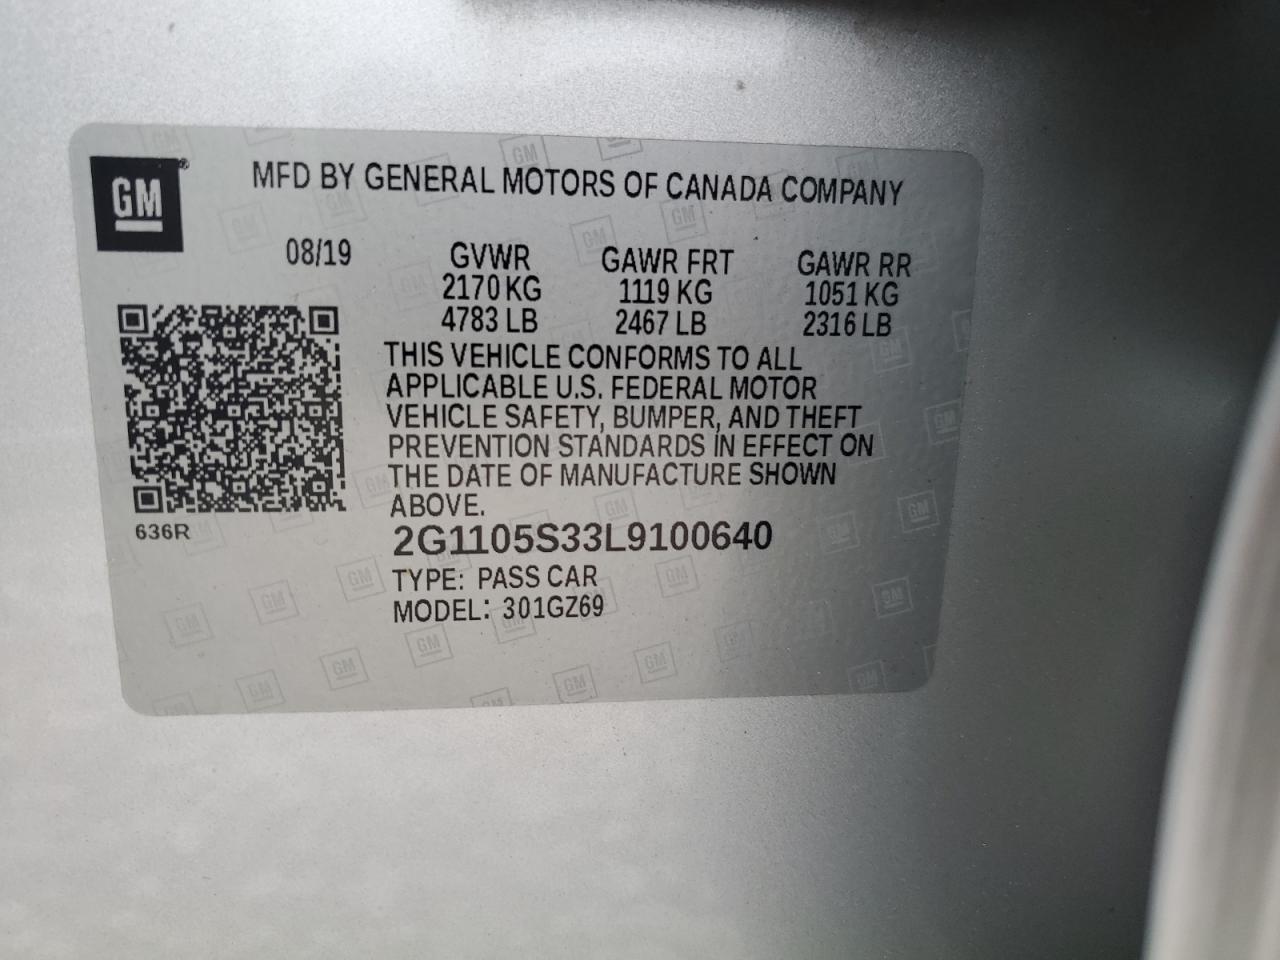 GM
MFD BY GENERAL MOTORS OF CANADA COMPANY
08/19
GVWR GAWR FRT GAWR RR
2170 KG 1119 KG 1051 KG
4783 LB 2467 LB 2316 LB
THIS VEHICLE CONFORMS TO ALL
APPLICABLE U.S. FEDERAL MOTOR
VEHICLE SAFETY, BUMPER, AND THEFT
PREVENTION STANDARDS IN EFFECT ON
THE DATE OF MANUFACTURE SHOWN
ABOVE.
636R
2G1105S33L9100640
TYPE: PASS CAR
MODEL: 301GZ69